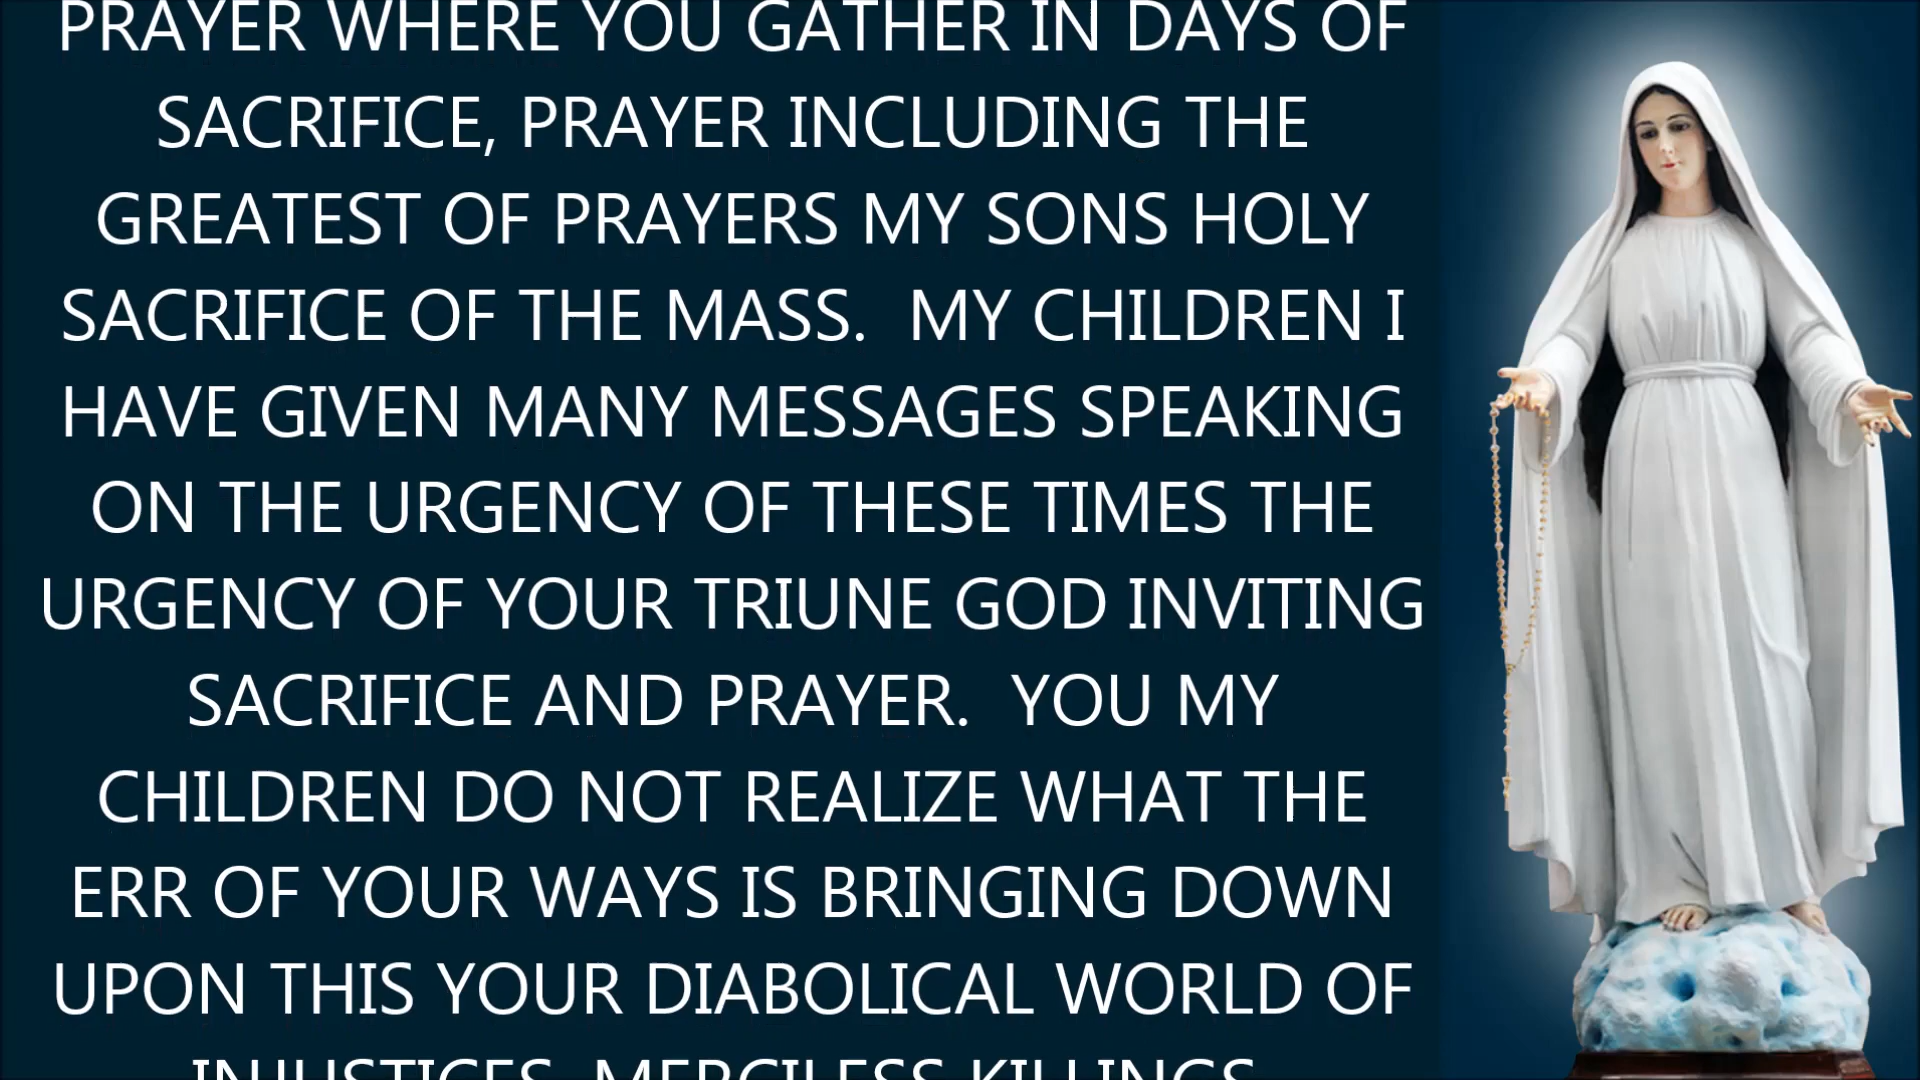 PRAYER WHERE YOU GATHER IN DAYS OF
SACRIFICE, PRAYER INCLUDING THE
GREATEST OF PRAYERS MY SONS HOLY
SACRIFICE OF THE MASS.  MY CHILDREN I
HAVE GIVEN MANY MESSAGES SPEAKING
ON THE URGENCY OF THESE TIMES THE
URGENCY OF YOUR TRIUNE GOD INVITING
SACRIFICE AND PRAYER.  YOU MY
CHILDREN DO NOT REALIZE WHAT THE
ERR OF YOUR WAYS IS BRINGING DOWN
UPON THIS YOUR DIABOLICAL WORLD OF
INJUSTICES, MERCILESS KILLINGS